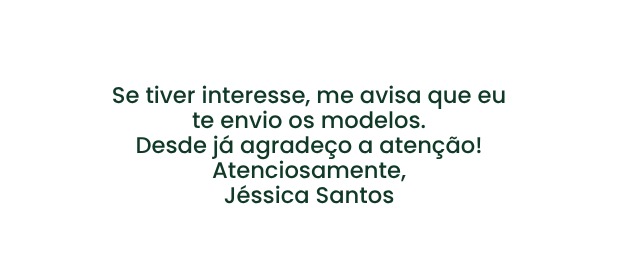 Se tiver interesse, me avisa que eu
te envio os modelos.
Desde já agradeço a atenção!
Atenciosamente,
Jéssica Santos